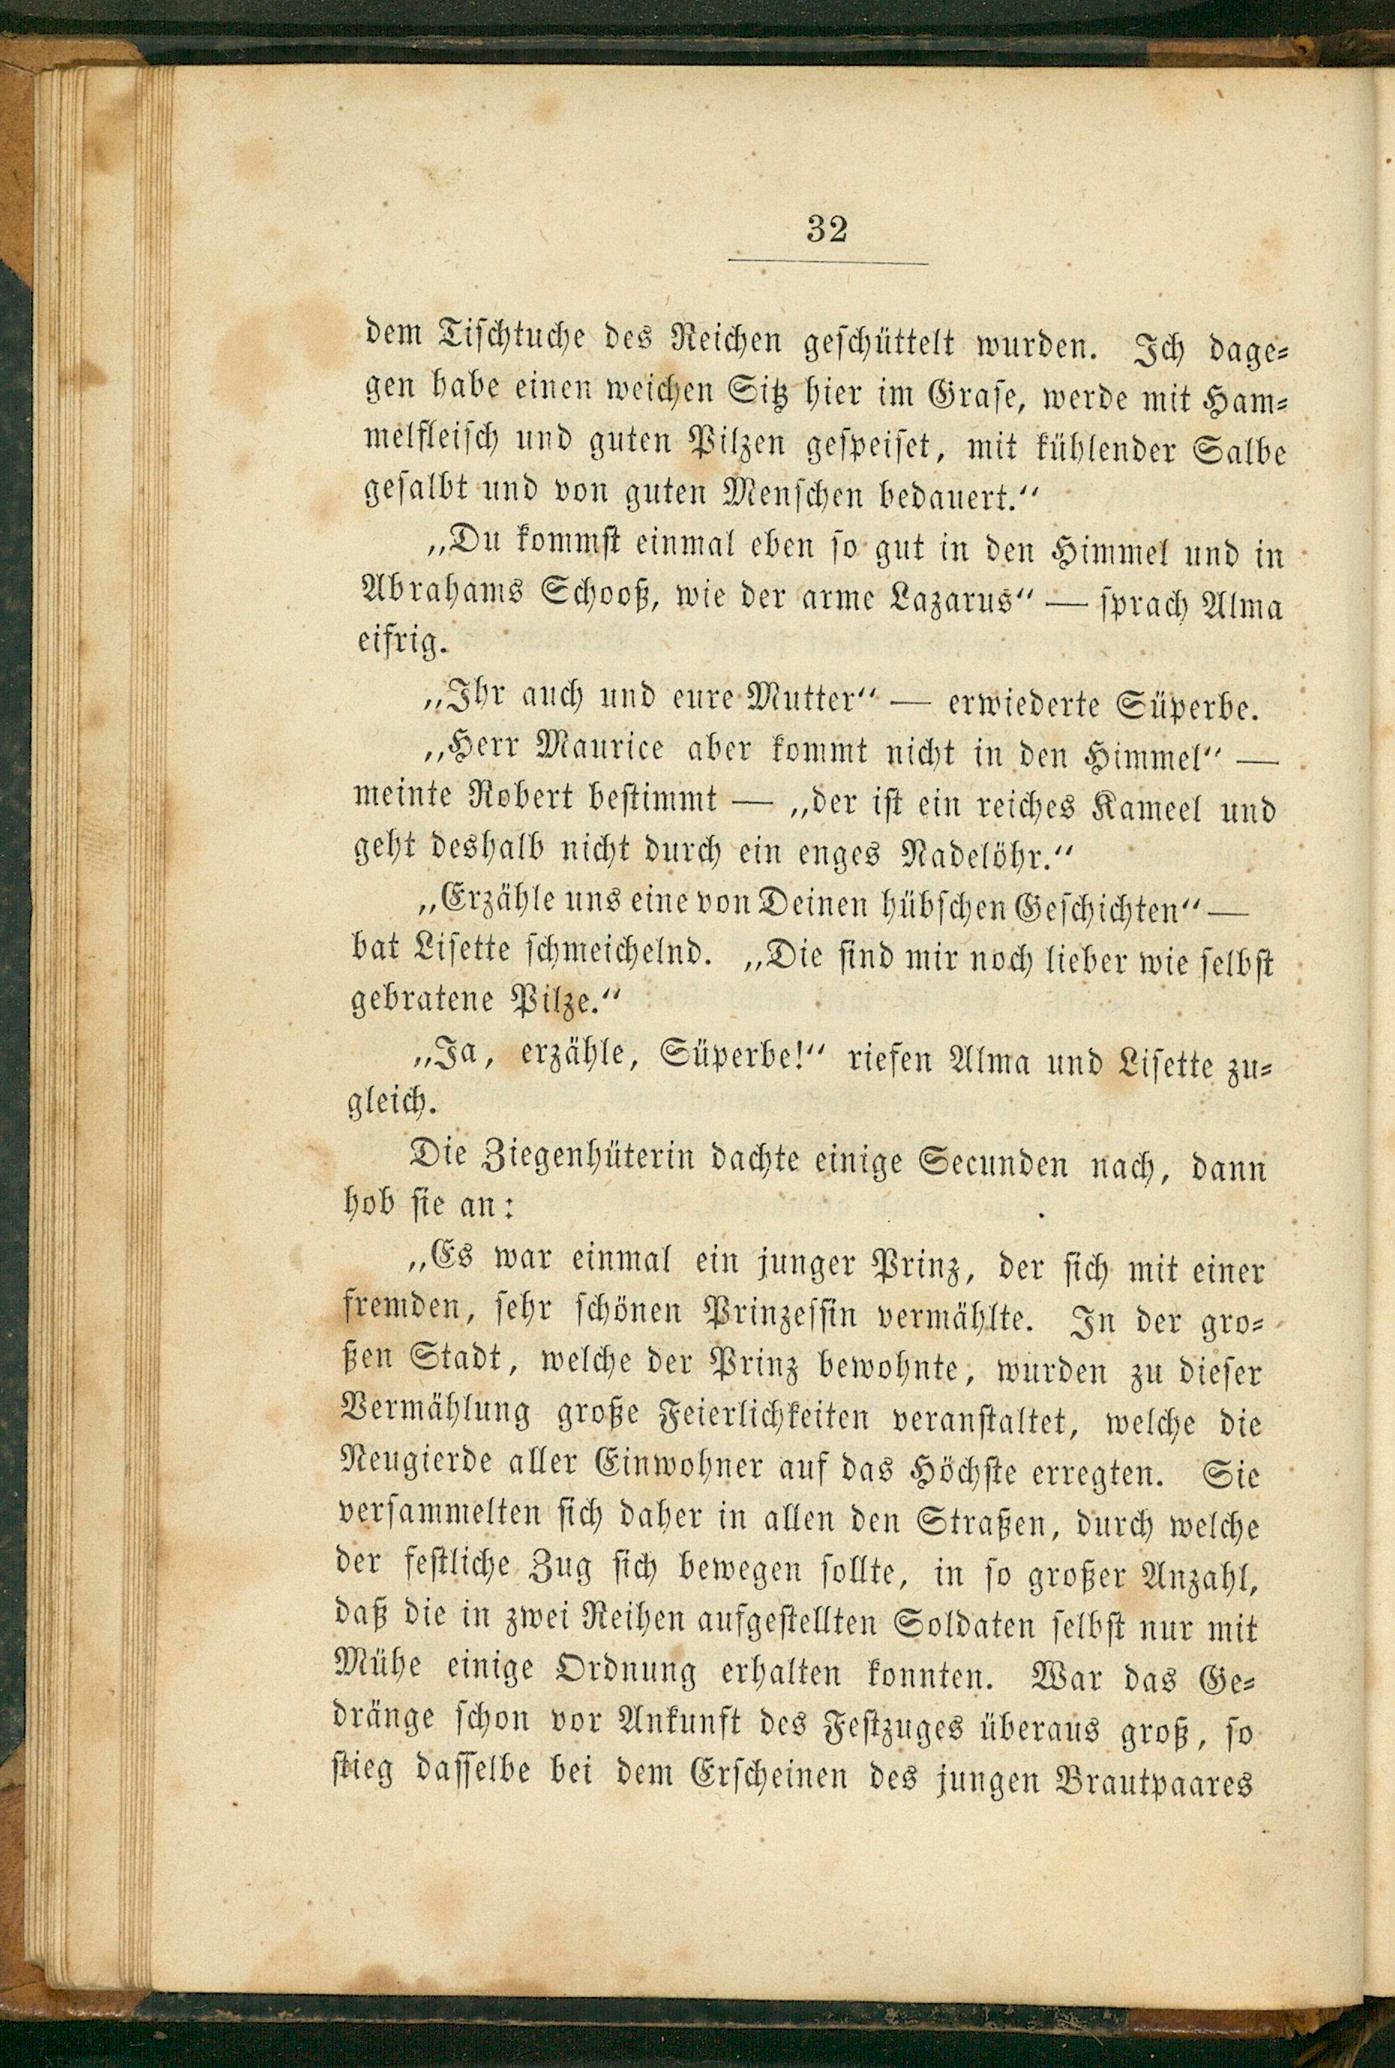 32
dem Tischtuche des Reichen geschüttelt wurden. Ich dage-
gen habe einen weichen Sitz hier im Grase, werde mit Ham-
melfleisch und guten Pilzen gespeiset, mit kühlender Salbe
gesalbt und von guten Menschen bedauert.“
„Du kommst einmal eben so gut in den Himmel und in
Abrahams Schooß, wie der arme Lazarus“ — sprach Alma
eifrig.
„Ihr auch und eure Mutter“ — erwiederte Süperbe.
„Herr Maurice aber kommt nicht in den Himmel“ —
meinte Robert bestimmt — „der ist ein reiches Kameel und
geht deshalb nicht durch ein enges Nadelöhr.“
„Erzähle uns eine von Deinen hübschen Geschichten“ —
bat Lisette schmeichelnd. „Die sind mir noch lieber wie selbst
gebratene Pilze.“
„Ja, erzähle, Süperbe!“ riefen Alma und Lisette zu-
gleich.
Die Ziegenhüterin dachte einige Secunden nach, dann
hob sie an:
„Es war einmal ein junger Prinz, der sich mit einer
fremden, sehr schönen Prinzessin vermählte. In der gro-
ßen Stadt, welche der Prinz bewohnte, wurden zu dieser
Vermählung große Feierlichkeiten veranstaltet, welche die
Neugierde aller Einwohner auf das Höchste erregten. Sie
versammelten sich daher in allen den Straßen, durch welche
der festliche Zug sich bewegen sollte, in so großer Anzahl,
daß die in zwei Reihen aufgestellten Soldaten selbst nur mit
Mühe einige Ordnung erhalten konnten. War das Ge-
dränge schon vor Ankunft des Festzuges überaus groß, so
stieg dasselbe bei dem Erscheinen des jungen Brautpaares